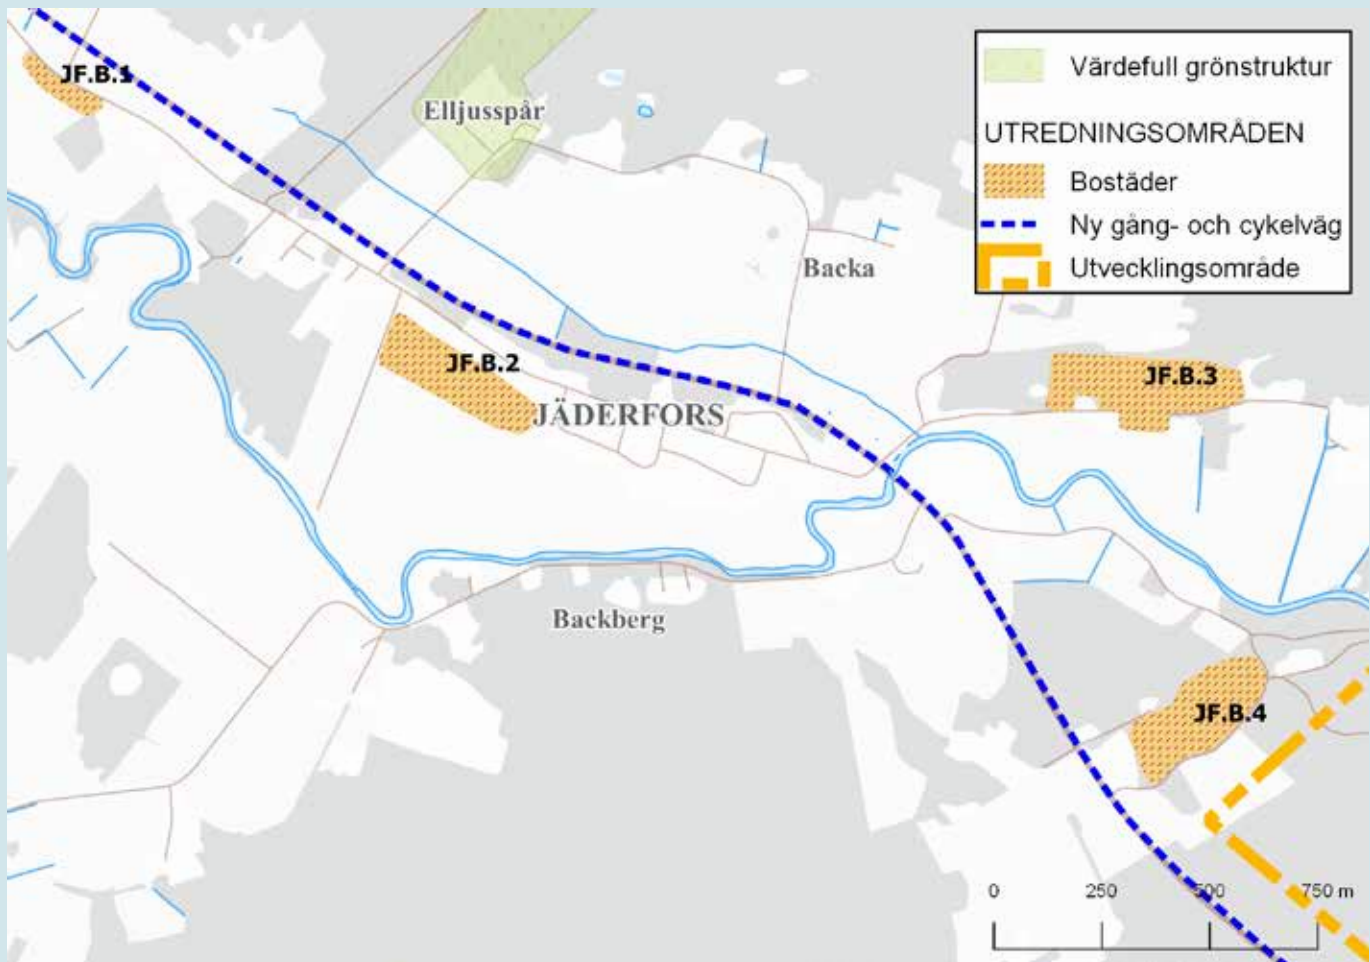 JF.B.1
Elljusspår
Värdefull grönstruktur
UTREDNINGSOMRÅDEN
Bostäder
Ny gång- och cykelväg
Utvecklingsområde
Backa
JF.B.2
JF.B.3
JÄDERFORS
Backberg
JF.B.4
0 250 500 750 m